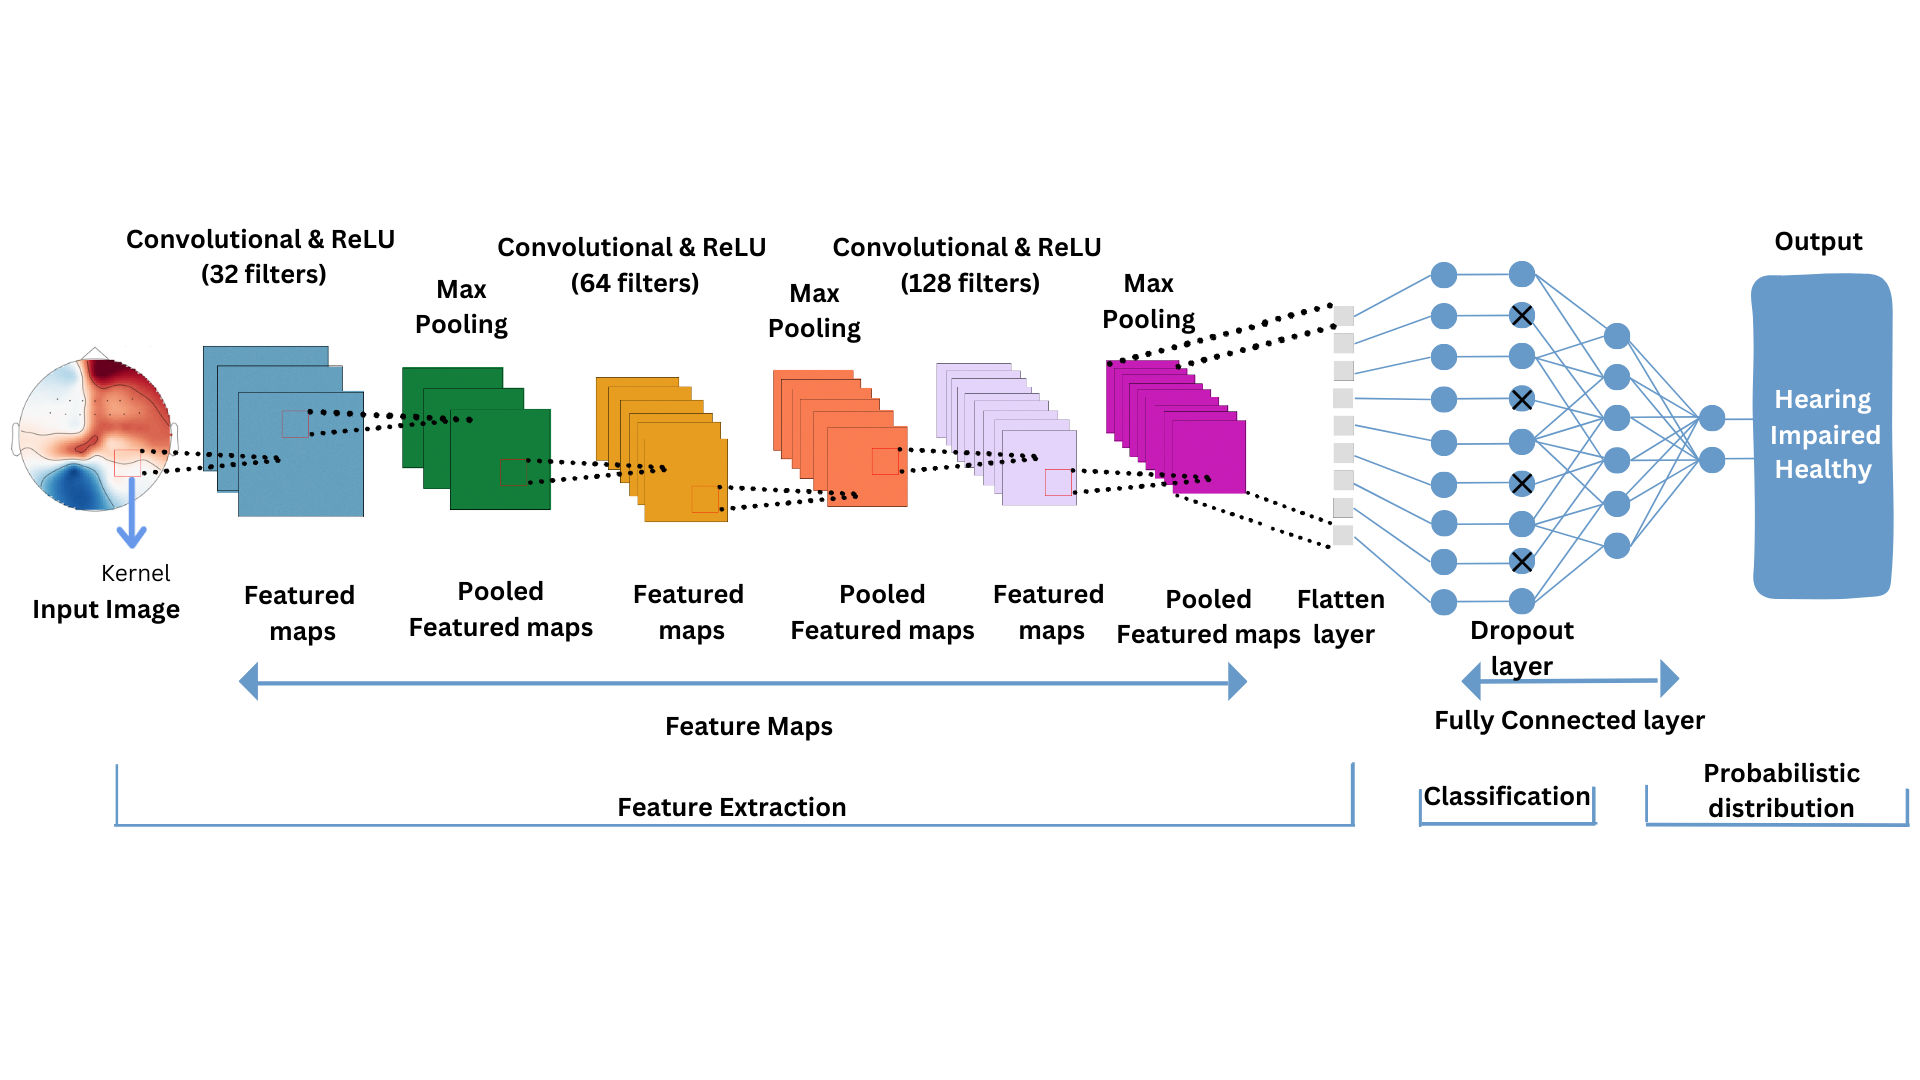 Convolutional & ReLU
(32 filters)
Max
Pooling
Convolutional & ReLU
(64 filters)
Max
Pooling
Convolutional & ReLU
(128 filters)
Max
Pooling
Output
Hearing
Impaired
Healthy
Kernel
Input Image
Featured
maps
Pooled
Featured maps
Featured
maps
Pooled
Featured maps
Featured
maps
Pooled
Featured maps
Flatten
layer
Dropout
layer
Feature Maps
Fully Connected layer
Feature Extraction
Classification
Probabilistic
distribution